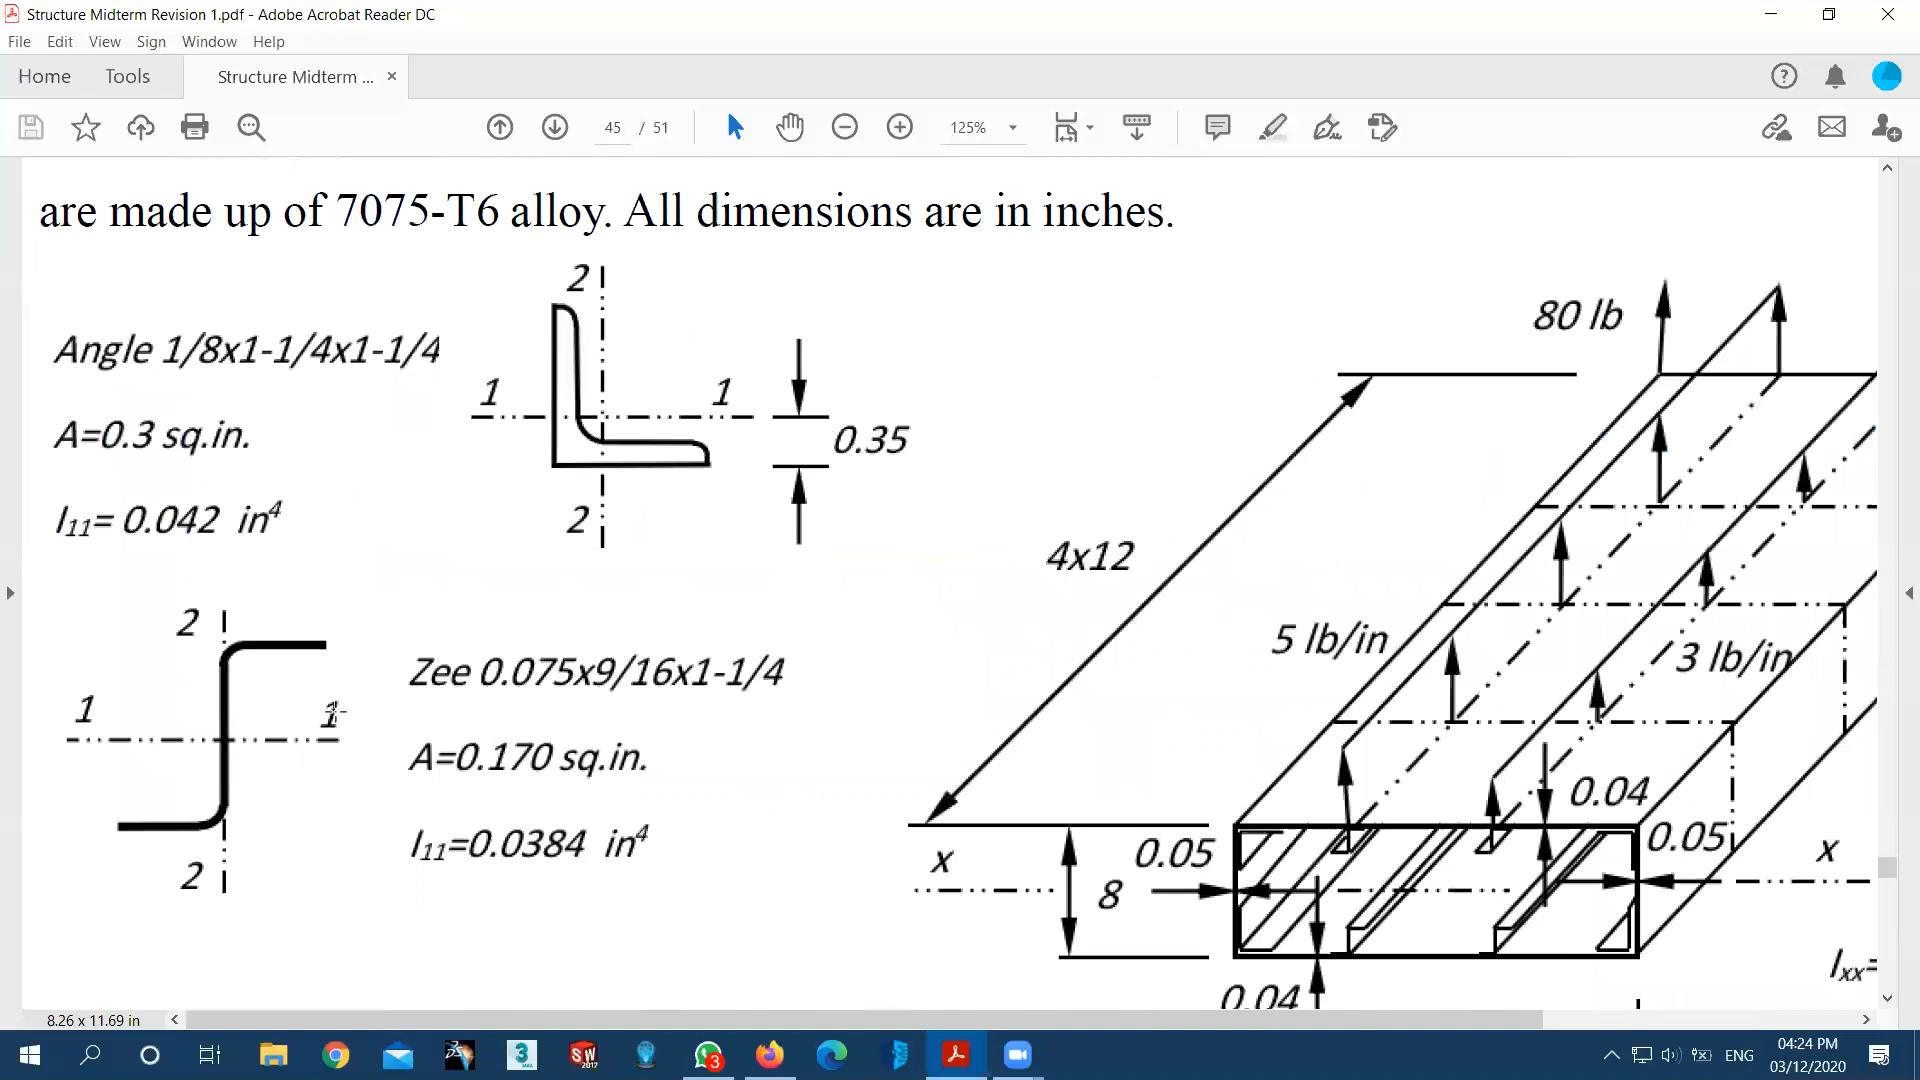 Structure Midterm Revision 1.pdf - Adobe Acrobat Reader DC
File Edit View Sign Window Help
Home Tools Structure Midterm ... ×
45 / 51 125%
are made up of 7075-T6 alloy. All dimensions are in inches.
Angle 1/8x1-1/4x1-1/4
A=0.3 sq.in.
I₁₁= 0.042 in⁴
2
1 1
2
0.35
2
1 1
2
Zee 0.075x9/16x1-1/4
A=0.170 sq.in.
I₁₁=0.0384 in⁴
80 lb
4x12
5 lb/in
3 lb/in
0.04
0.05 0.05
x x
8
0.04
Iₓₓ=
8.26 x 11.69 in
3
SW
2017
3
ENG
04:24 PM
03/12/2020